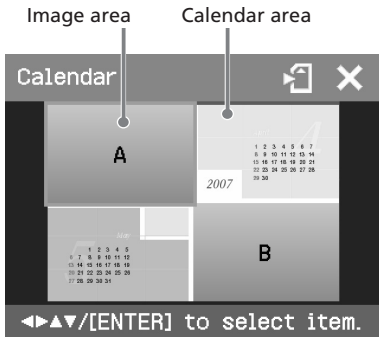 Image area Calendar area
Calendar
A
1 2 3 4 5 6 7
8 9 10 11 12 13 14
15 16 17 18 19 20 21
22 23 24 25 26 27 28
29 30
2007
1 2 3 4 5
6 7 8 9 10 11 12
13 14 15 16 17 18 19
20 21 22 23 24 25 26
27 28 29 30 31
B
◄►▲▼/[ENTER] to select item.